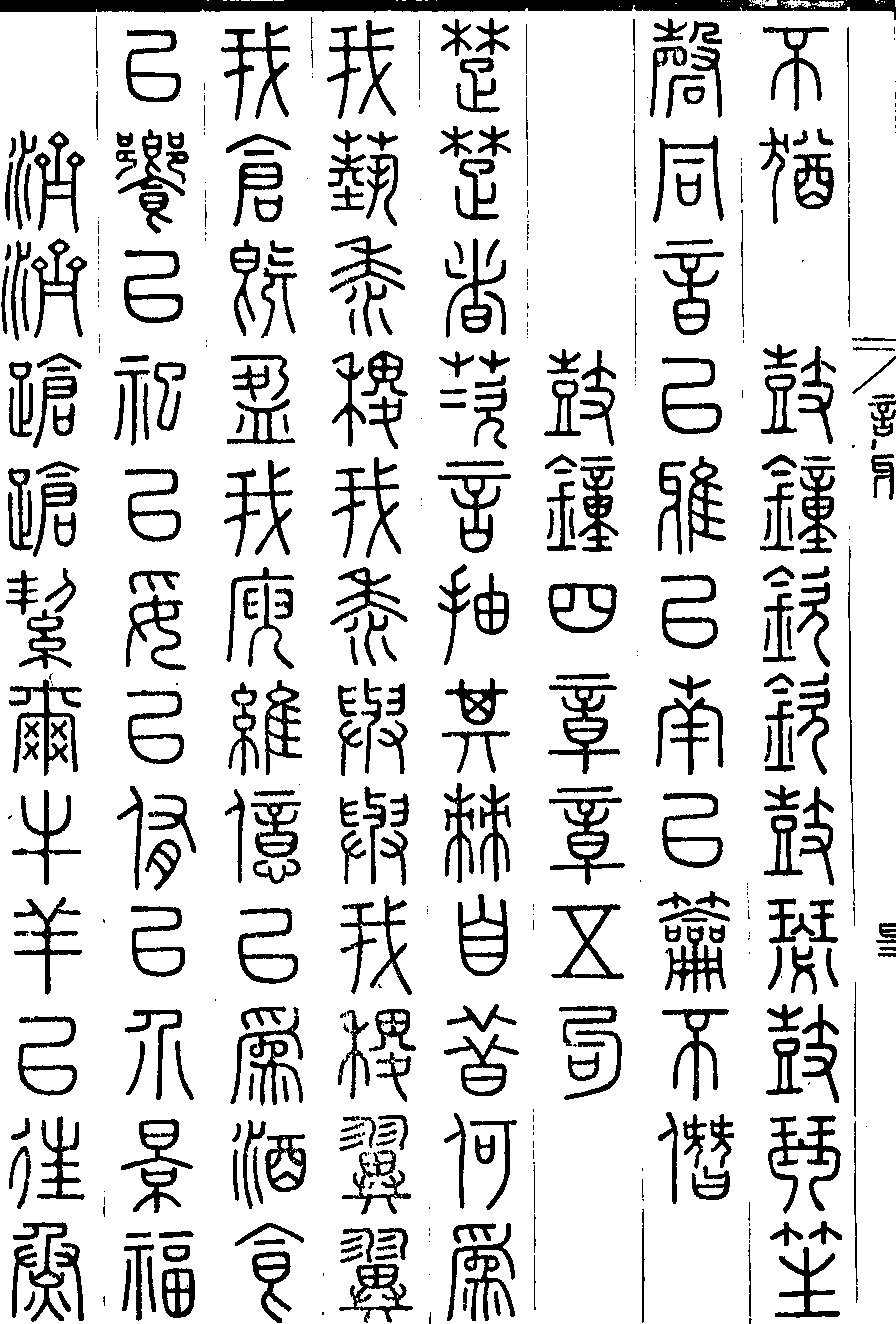 不猶 鼓鐘欽欽鼓瑟鼓琴笙
磬同音以雅以南以籥不僭
鼓鐘四章章五句
楚楚者茨言抽其棘自昔何爲
我蓺黍稷我黍與與我稷翼翼
我倉既盈我庾維億以爲酒食
以饗以祀以妥以侑以介景福
濟濟蹌蹌絜爾牛羊以往烝